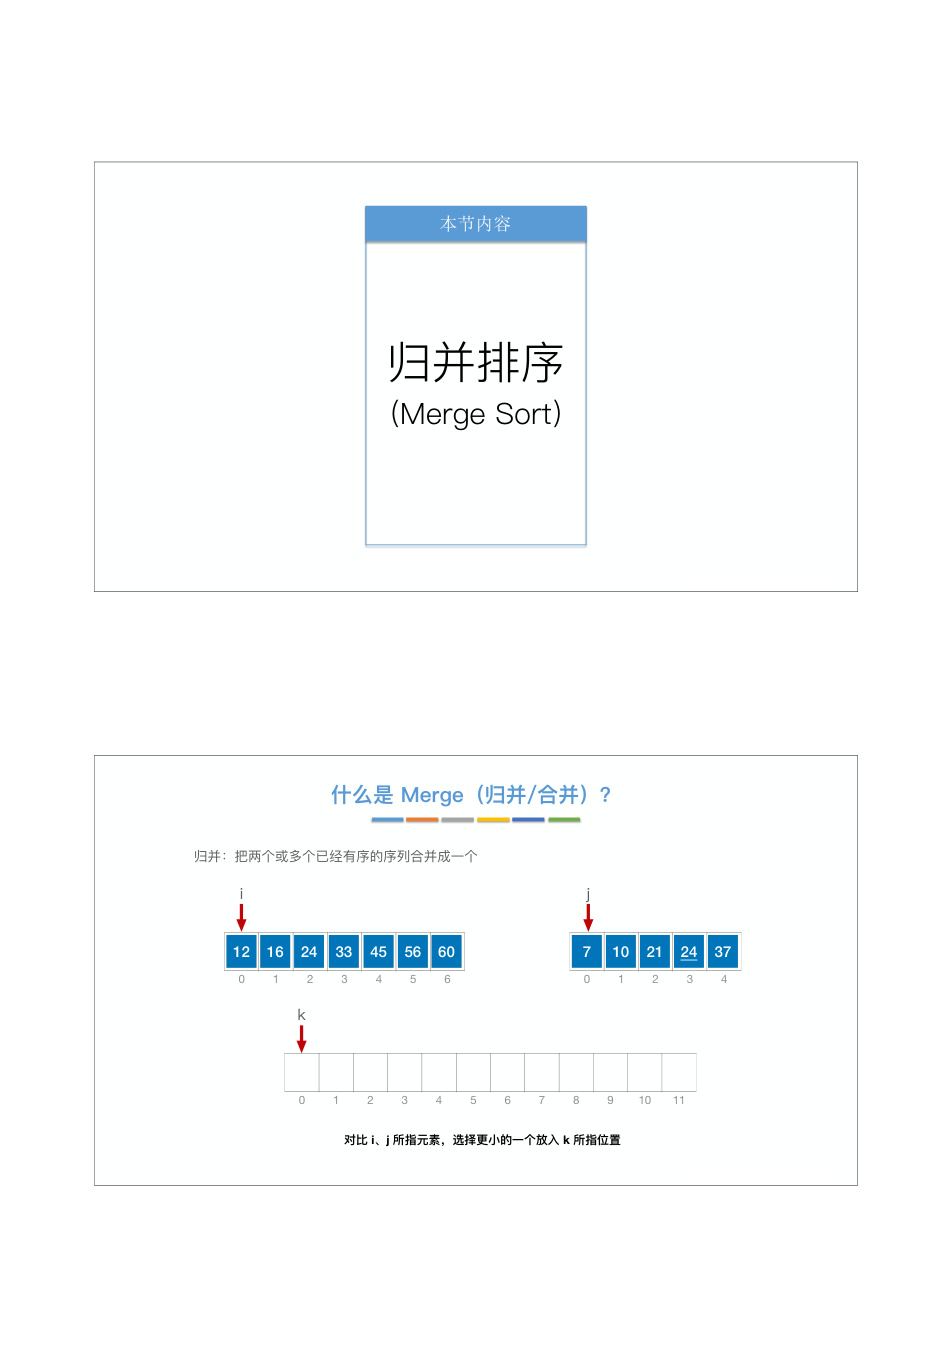 本节内容
归并排序
（Merge Sort）
什么是 Merge（归并/合并）?
归并：把两个或多个已经有序的序列合并成一个
i j
12 16 24 33 45 56 60 7 10 21 24 37
0 1 2 3 4 5 6 0 1 2 3 4
k
0 1 2 3 4 5 6 7 8 9 10 11
对比 i、j 所指元素，选择更小的一个放入 k 所指位置